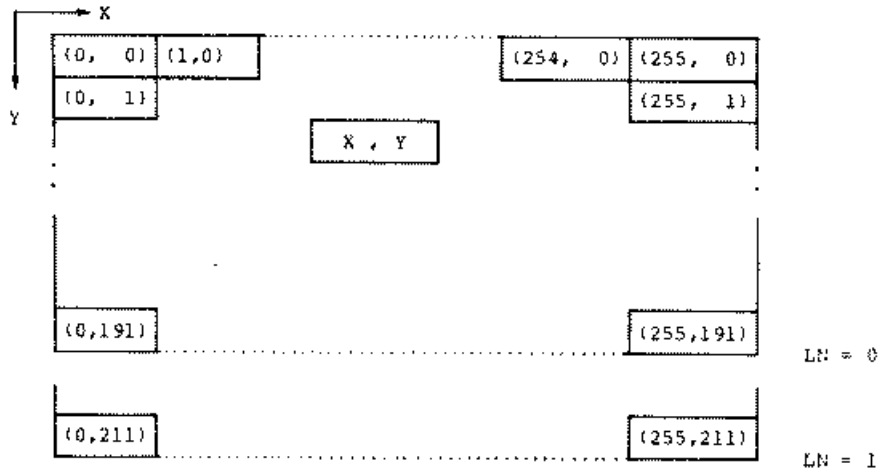 X
(0, 0) (1,0) (254, 0) (255, 0)
(0, 1) (255, 1)
Y
X , Y
(0,191) (255,191)
LN = 0
(0,211) (255,211)
LN = 1